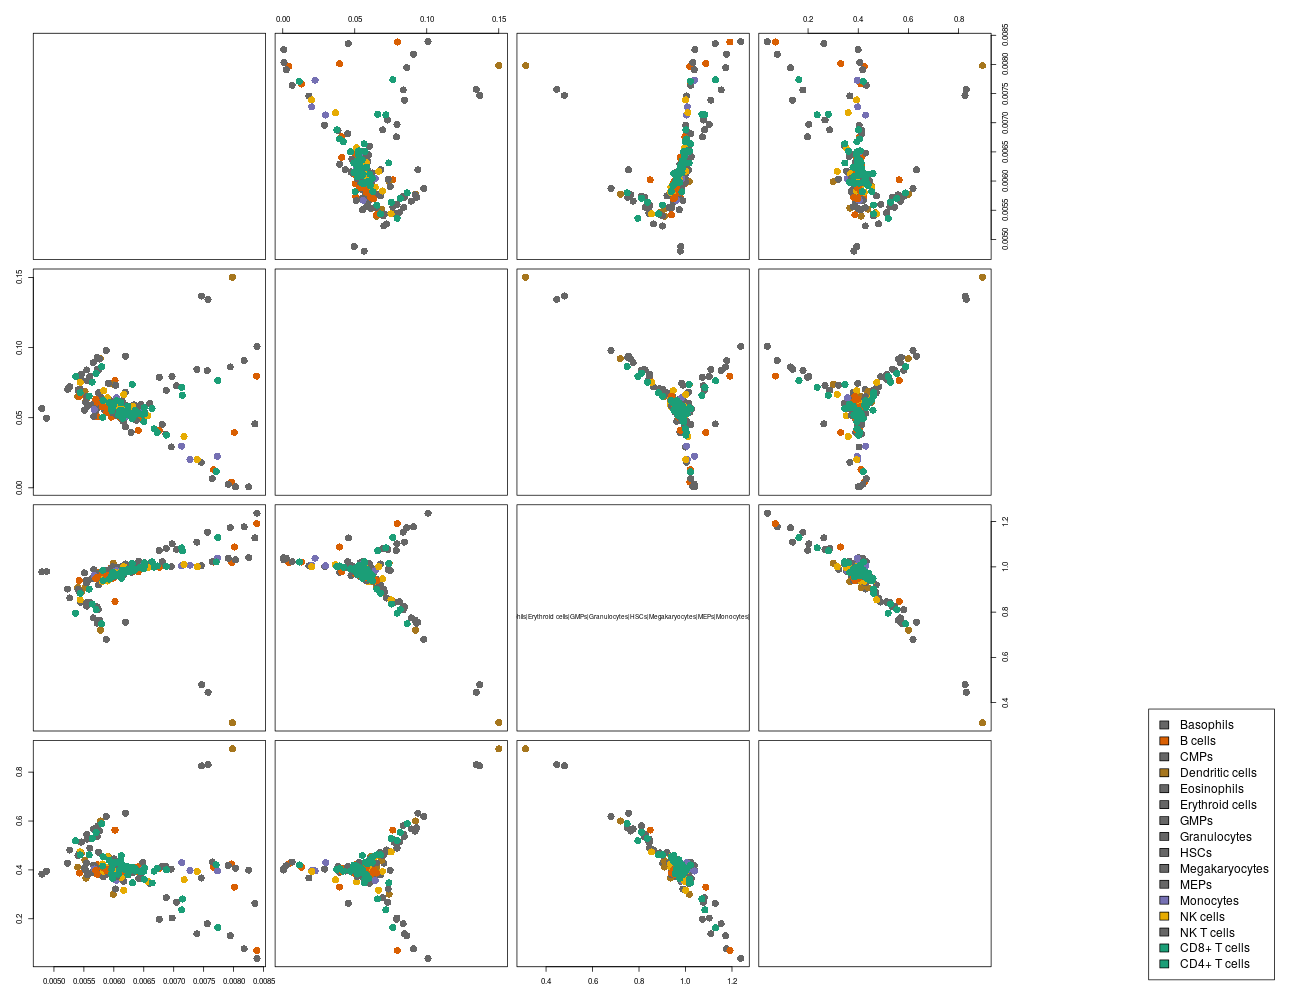 0.00 0.05 0.10 0.15 0.2 0.4 0.6 0.8
0.0050 0.0055 0.0060 0.0065 0.0070 0.0075 0.0080 0.0085
0.00 0.05 0.10 0.15
|Erythroid cells|GMPs|Granulocytes|HSCs|Megakaryocytes|MEPs|Monocytes|
0.4 0.6 0.8 1.0 1.2
0.2 0.4 0.6 0.8
0.0050 0.0055 0.0060 0.0065 0.0070 0.0075 0.0080 0.0085 0.4 0.6 0.8 1.0 1.2
Basophils
B cells
CMPs
Dendritic cells
Eosinophils
Erythroid cells
GMPs
Granulocytes
HSCs
Megakaryocytes
MEPs
Monocytes
NK cells
NK T cells
CD8+ T cells
CD4+ T cells